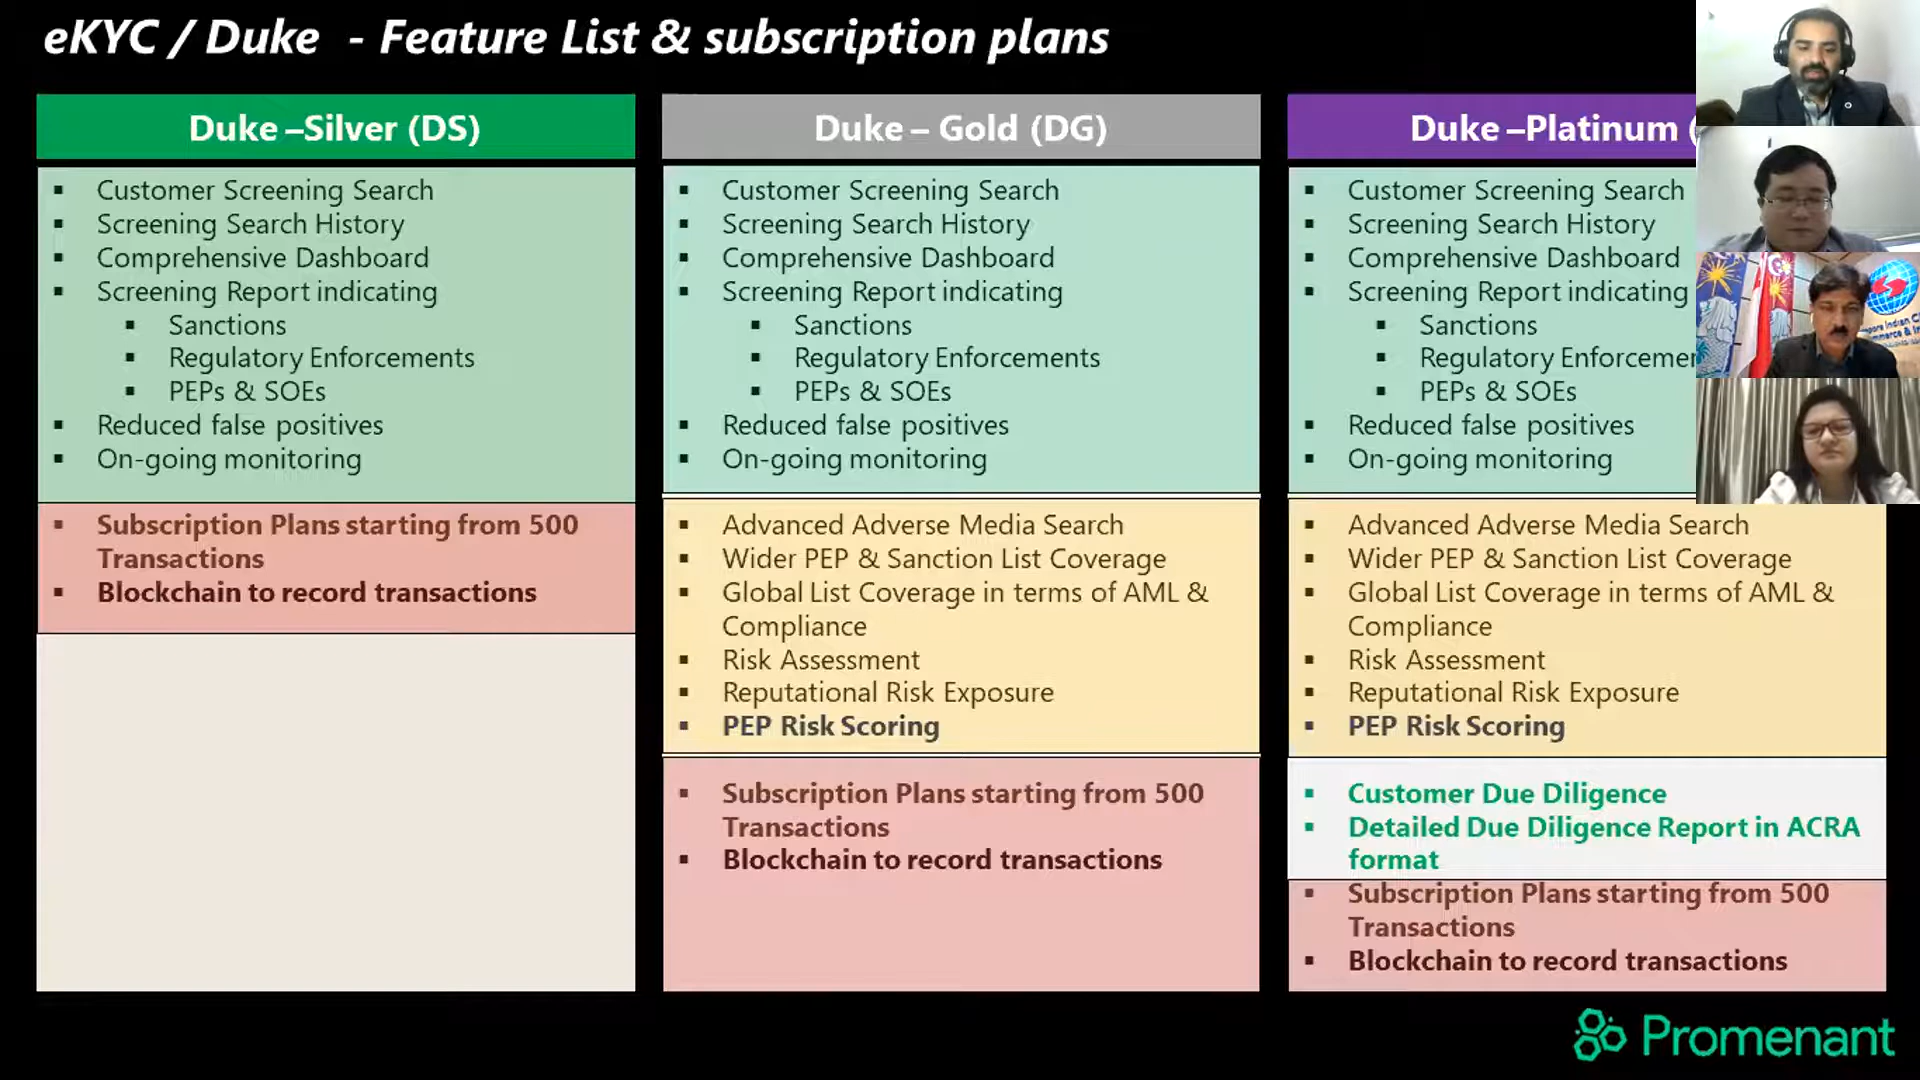 eKYC / Duke - Feature List & subscription plans
Duke –Silver (DS)
▪ Customer Screening Search
▪ Screening Search History
▪ Comprehensive Dashboard
▪ Screening Report indicating
▪ Sanctions
▪ Regulatory Enforcements
▪ PEPs & SOEs
▪ Reduced false positives
▪ On-going monitoring
▪ Subscription Plans starting from 500
Transactions
▪ Blockchain to record transactions
Duke – Gold (DG)
▪ Customer Screening Search
▪ Screening Search History
▪ Comprehensive Dashboard
▪ Screening Report indicating
▪ Sanctions
▪ Regulatory Enforcements
▪ PEPs & SOEs
▪ Reduced false positives
▪ On-going monitoring
▪ Advanced Adverse Media Search
▪ Wider PEP & Sanction List Coverage
▪ Global List Coverage in terms of AML &
Compliance
▪ Risk Assessment
▪ Reputational Risk Exposure
▪ PEP Risk Scoring
▪ Subscription Plans starting from 500
Transactions
▪ Blockchain to record transactions
Duke –Platinum (
▪ Customer Screening Search
▪ Screening Search History
▪ Comprehensive Dashboard
▪ Screening Report indicating
▪ Sanctions
▪ Regulatory Enforcemen
▪ PEPs & SOEs
▪ Reduced false positives
▪ On-going monitoring
▪ Advanced Adverse Media Search
▪ Wider PEP & Sanction List Coverage
▪ Global List Coverage in terms of AML &
Compliance
▪ Risk Assessment
▪ Reputational Risk Exposure
▪ PEP Risk Scoring
▪ Customer Due Diligence
▪ Detailed Due Diligence Report in ACRA
format
▪ Subscription Plans starting from 500
Transactions
▪ Blockchain to record transactions
Promenant